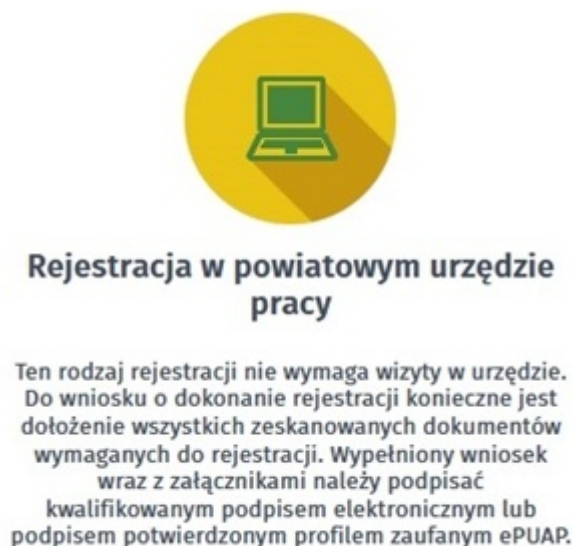 Rejestracja w powiatowym urzędzie
pracy
Ten rodzaj rejestracji nie wymaga wizyty w urzędzie.
Do wniosku o dokonanie rejestracji konieczne jest
dołożenie wszystkich zeskanowanych dokumentów
wymaganych do rejestracji. Wypełniony wniosek
wraz z załącznikami należy podpisać
kwalifikowanym podpisem elektronicznym lub
podpisem potwierdzonym profilem zaufanym ePUAP.